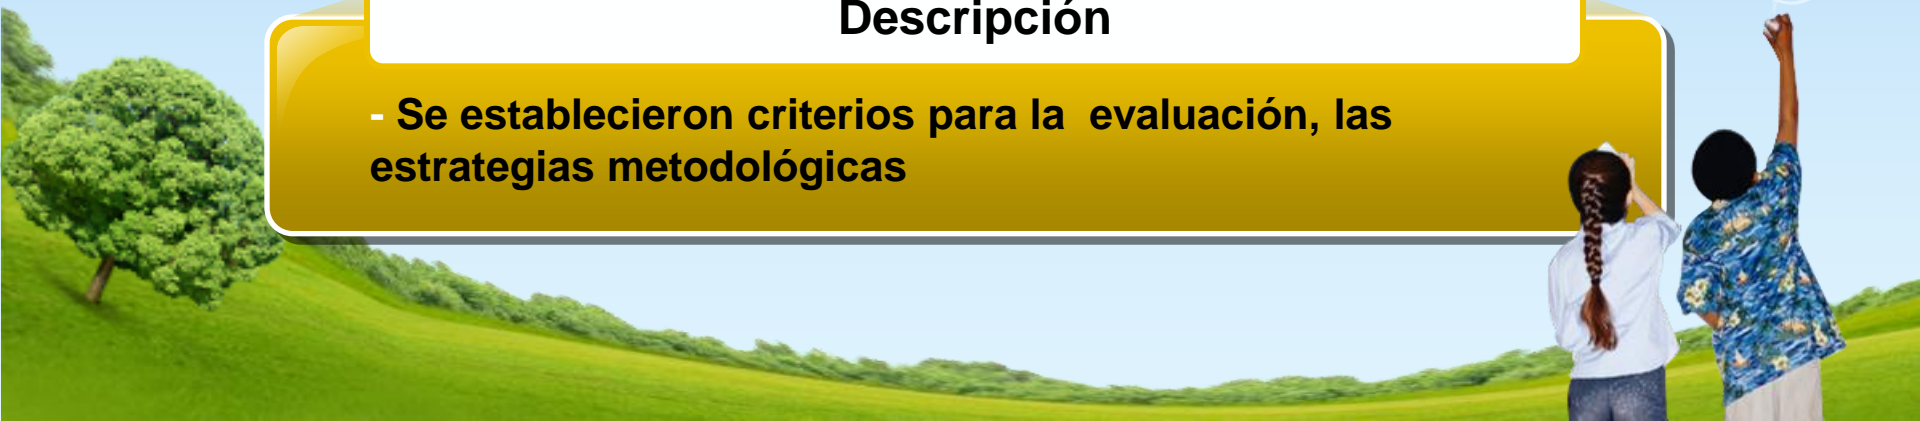 Descripción
- Se establecieron criterios para la  evaluación, las
estrategias metodológicas